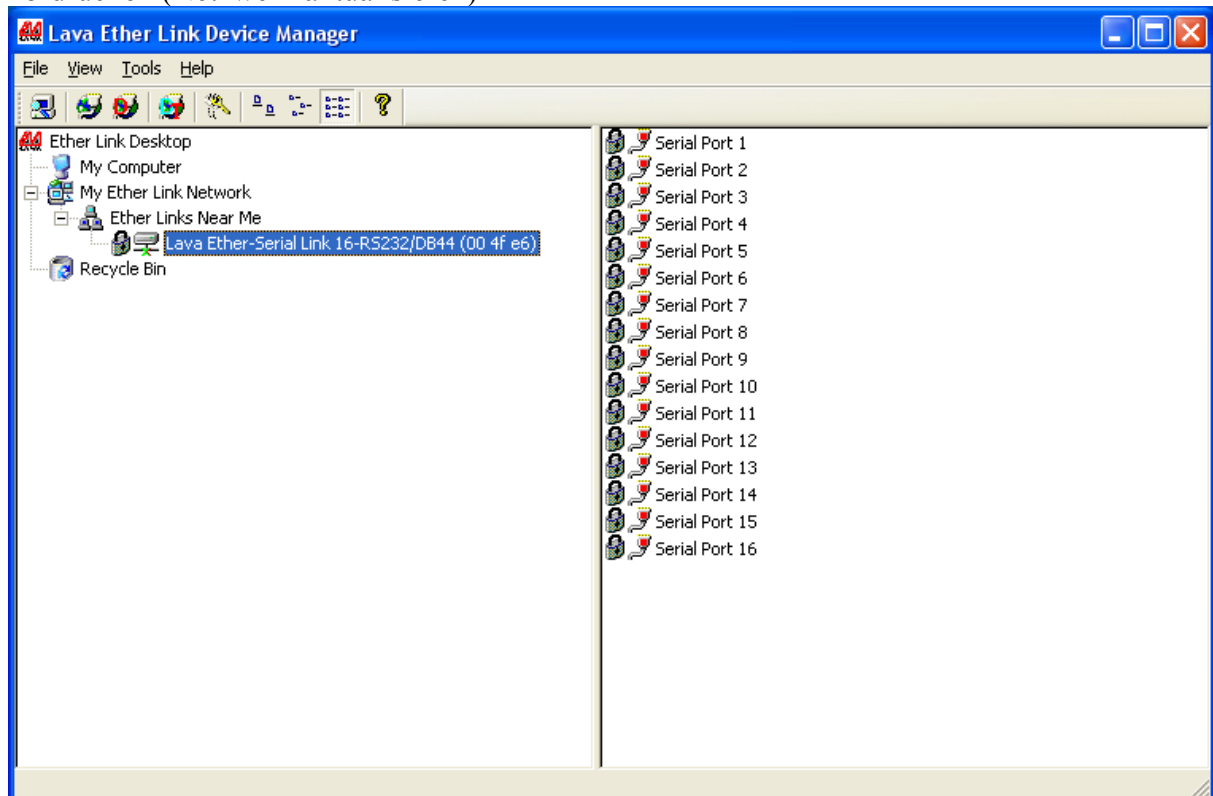 Lava Ether Link Device Manager
File View Tools Help
Ether Link Desktop
My Computer
My Ether Link Network
Ether Links Near Me
Lava Ether-Serial Link 16-RS232/DB44 (00 4f e6)
Recycle Bin
Serial Port 1
Serial Port 2
Serial Port 3
Serial Port 4
Serial Port 5
Serial Port 6
Serial Port 7
Serial Port 8
Serial Port 9
Serial Port 10
Serial Port 11
Serial Port 12
Serial Port 13
Serial Port 14
Serial Port 15
Serial Port 16